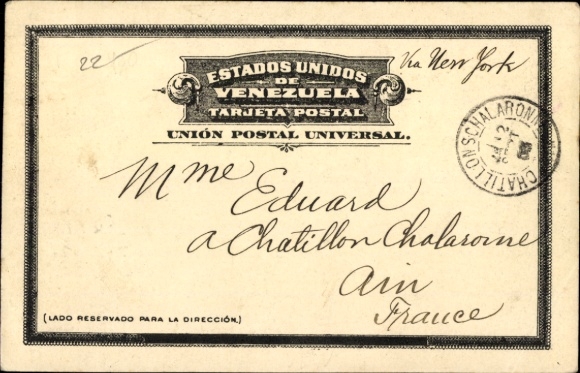 22
Via New York
ESTADOS UNIDOS
DE
VENEZUELA
TARJETA POSTAL
UNIÓN POSTAL UNIVERSAL.
CHATILLON S CHALARONNE
Mme Eduard
a Chatillon Chalarome
Ain
France
(LADO RESERVADO PARA LA DIRECCIÓN.)